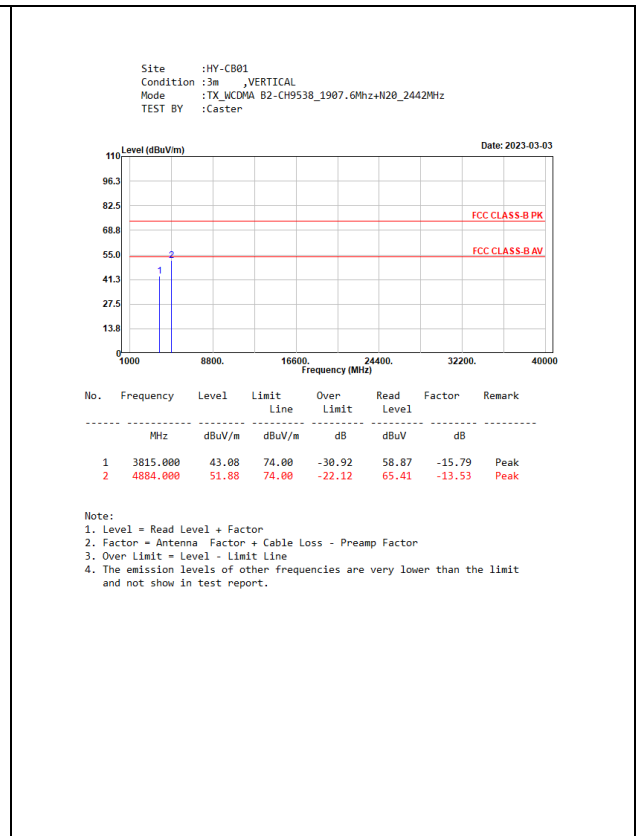 Site :HY-CB01
Condition :3m ,VERTICAL
Mode :TX_WCDMA B2-CH9538_1907.6Mhz+N20_2442MHz
TEST BY :Caster
Level (dBuV/m) Date: 2023-03-03
110
96.3
82.5
FCC CLASS-B PK
68.8
55.0 2 FCC CLASS-B AV
1
41.3
27.5
13.8
0
1000 8800. 16600. 24400. 32200. 40000
Frequency (MHz)
No. Frequency Level Limit Over Read Factor Remark
Line Limit Level
------ ----------- -------- -------- --------- -------- -------- ---------
MHz dBuV/m dBuV/m dB dBuV dB
1 3815.000 43.08 74.00 -30.92 58.87 -15.79 Peak
2 4884.000 51.88 74.00 -22.12 65.41 -13.53 Peak
Note:
1. Level = Read Level + Factor
2. Factor = Antenna Factor + Cable Loss - Preamp Factor
3. Over Limit = Level - Limit Line
4. The emission levels of other frequencies are very lower than the limit
and not show in test report.